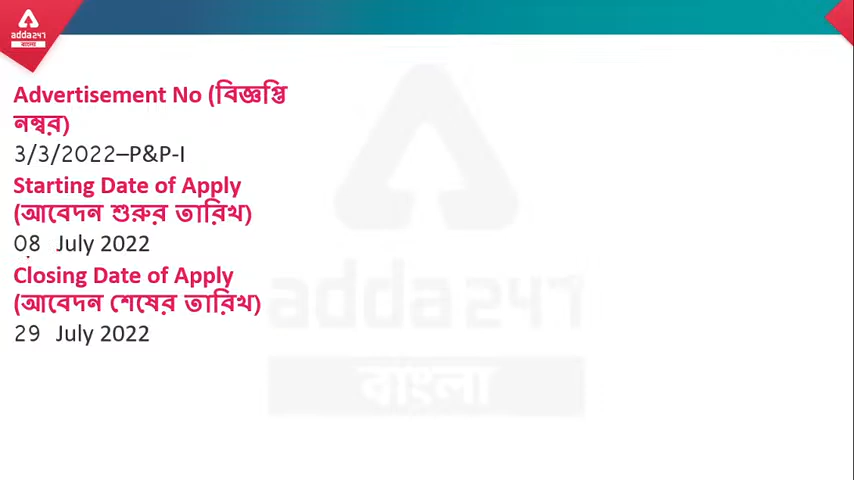 adda247
বাংলা
Advertisement No (বিজ্ঞপ্তি
নম্বর)
3/3/2022–P&P-I
Starting Date of Apply
(আবেদন শুরুর তারিখ)
08 July 2022
Closing Date of Apply
(আবেদন শেষের তারিখ)
29 July 2022
adda247
বাংলা